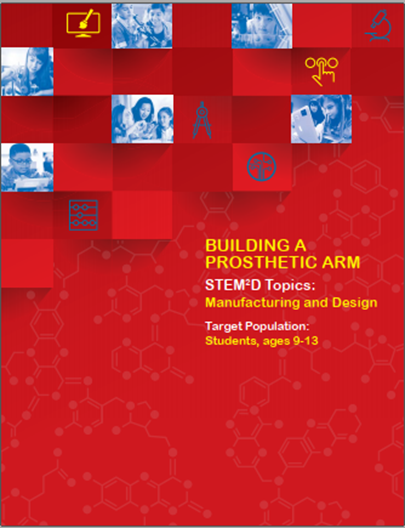 BUILDING A
PROSTHETIC ARM
STEM²D Topics:
Manufacturing and Design
Target Population:
Students, ages 9-13